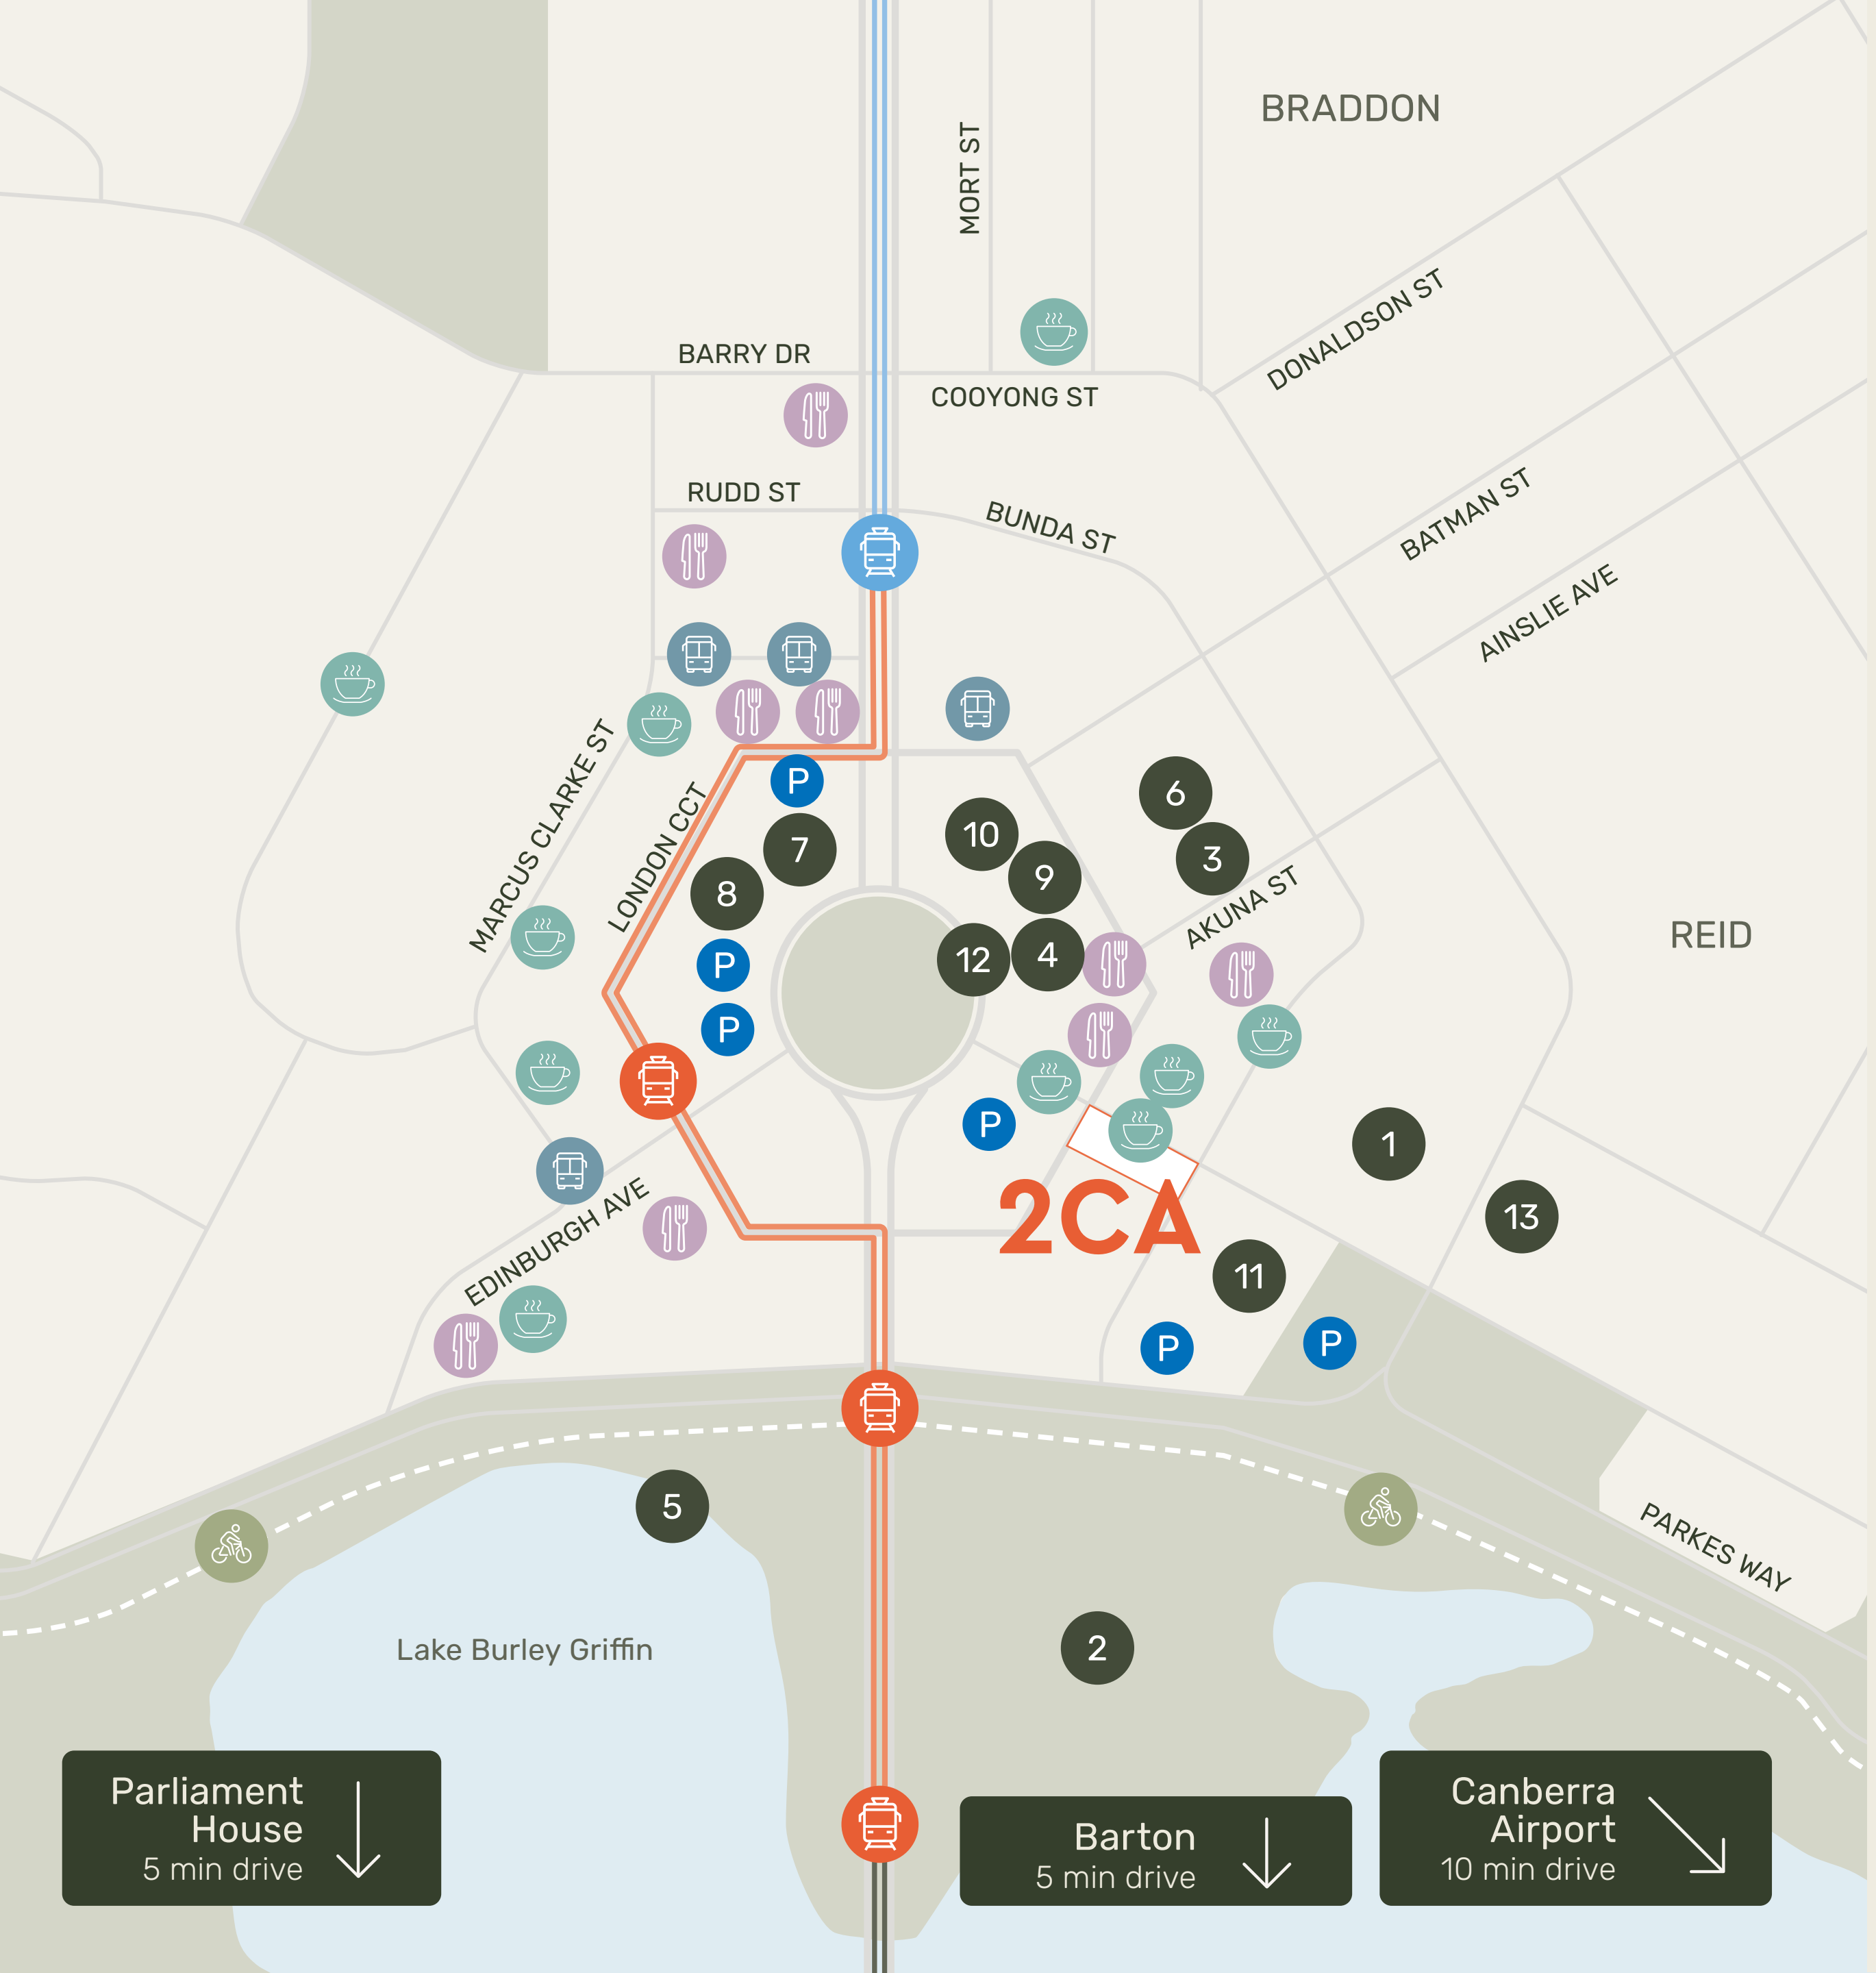 BRADDON
MORT ST
DONALDSON ST
BARRY DR
COOYONG ST
RUDD ST
BUNDA ST
BATMAN ST
AINSLIE AVE
MARCUS CLARKE ST
LONDON CCT
P
6
7
10
3
9
8
AKUNA ST
REID
12
4
P
P
P
1
2CA
13
EDINBURGH AVE
11
P
P
5
PARKES WAY
Lake Burley Griffin
2
Parliament
House
5 min drive
Barton
5 min drive
Canberra
Airport
10 min drive